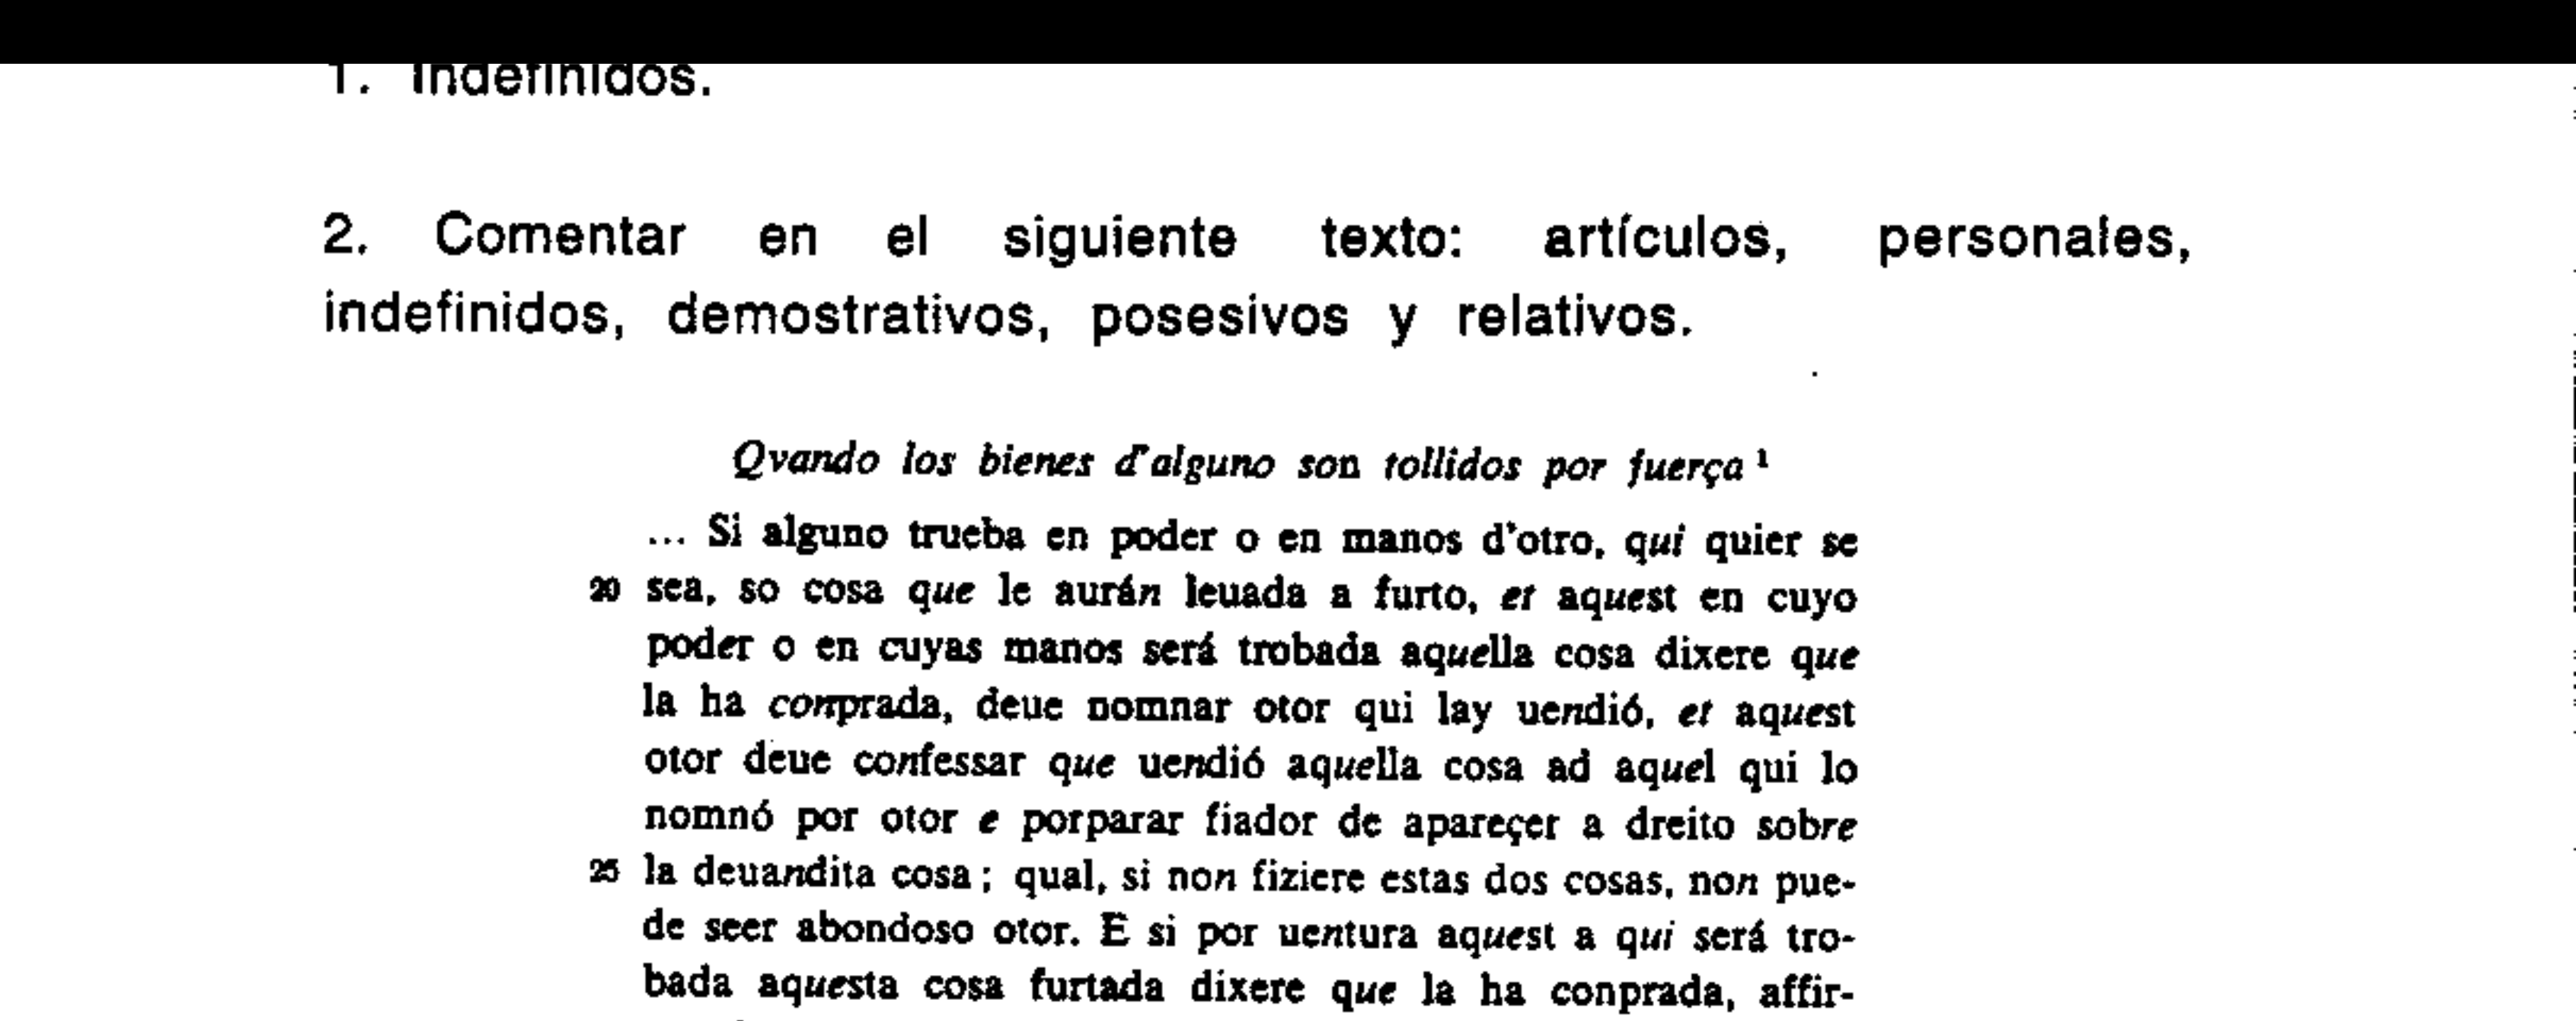 1. Indefinidos.
2. Comentar en el siguiente texto: artículos, personales,
indefinidos, demostrativos, posesivos y relativos.
Qvando los bienes d'alguno son tollidos por fuerça ¹
... Si alguno trueba en poder o en manos d'otro, qui quier se
20 sea, so cosa que le aurán leuada a furto, et aquest en cuyo
poder o en cuyas manos será trobada aquella cosa dixere que
la ha conprada, deue nomnar otor qui lay uendió, et aquest
otor deue confessar que uendió aquella cosa ad aquel qui lo
nomnó por otor e porparar fiador de apareçer a dreito sobre
25 la deuandita cosa; qual, si non fiziere estas dos cosas, non pue-
de seer abondoso otor. E si por uentura aquest a qui será tro-
bada aquesta cosa furtada dixere que la ha conprada, affir-